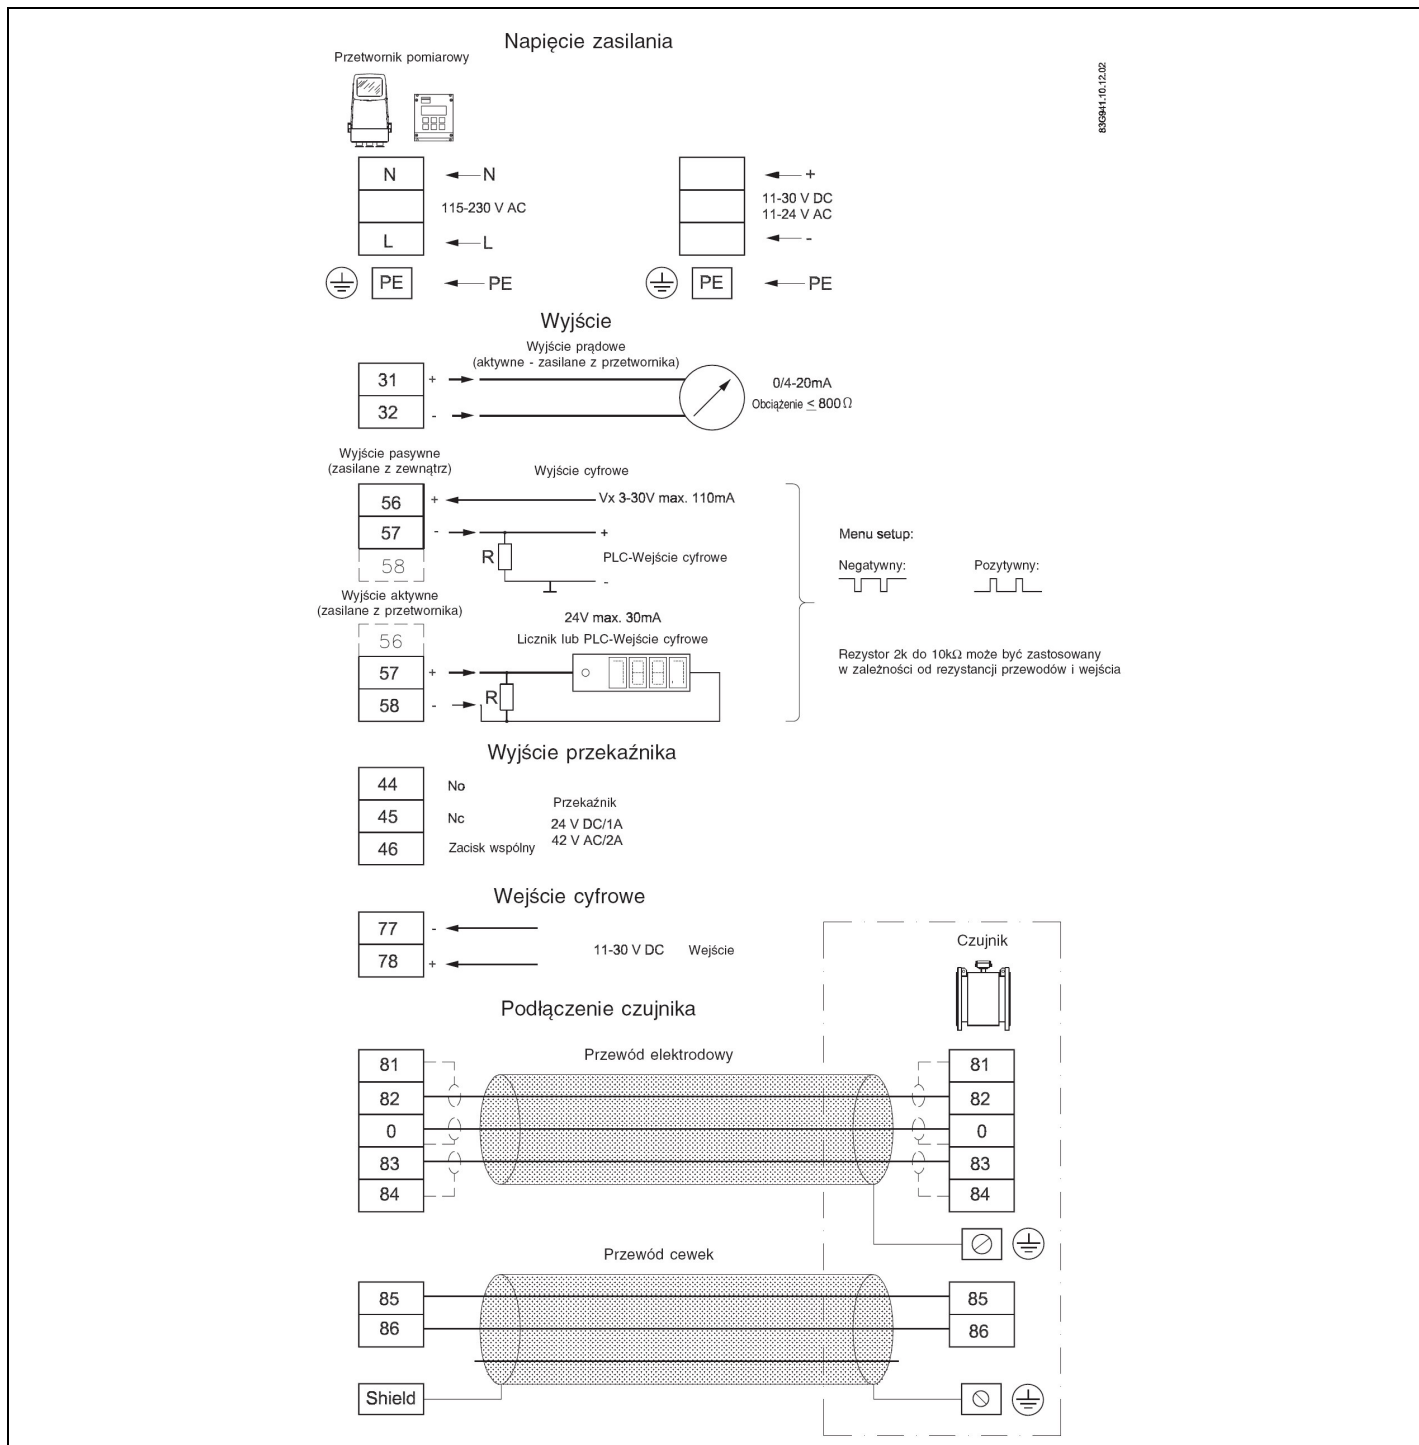 Napięcie zasilania
Przetwornik pomiarowy
83G941.10.12.02
N
N
115-230 V AC
L
L
PE
PE
+
11-30 V DC
11-24 V AC
-
PE
PE
Wyjście
Wyjście prądowe
(aktywne - zasilane z przetwornika)
31 +
32 -
0/4-20mA
Obciążenie ≤ 800 Ω
Wyjście pasywne
(zasilane z zewnątrz)
Wyjście cyfrowe
56 +
Vx 3-30V max. 110mA
57 -
+
R
PLC-Wejście cyfrowe
58
-
Menu setup:
Negatywny:
Pozytywny:
Wyjście aktywne
(zasilane z przetwornika)
24V max. 30mA
56
Licznik lub PLC-Wejście cyfrowe
57 +
R
58 -
Rezystor 2k do 10kΩ może być zastosowany
w zależności od rezystancji przewodów i wejścia
Wyjście przekaźnika
44 No
45 Nc
46 Zacisk wspólny
Przekaźnik
24 V DC/1A
42 V AC/2A
Wejście cyfrowe
77 -
78 +
11-30 V DC Wejście
Czujnik
Podłączenie czujnika
Przewód elektrodowy
81 81
82 82
0 0
83 83
84 84
Przewód cewek
85 85
86 86
Shield